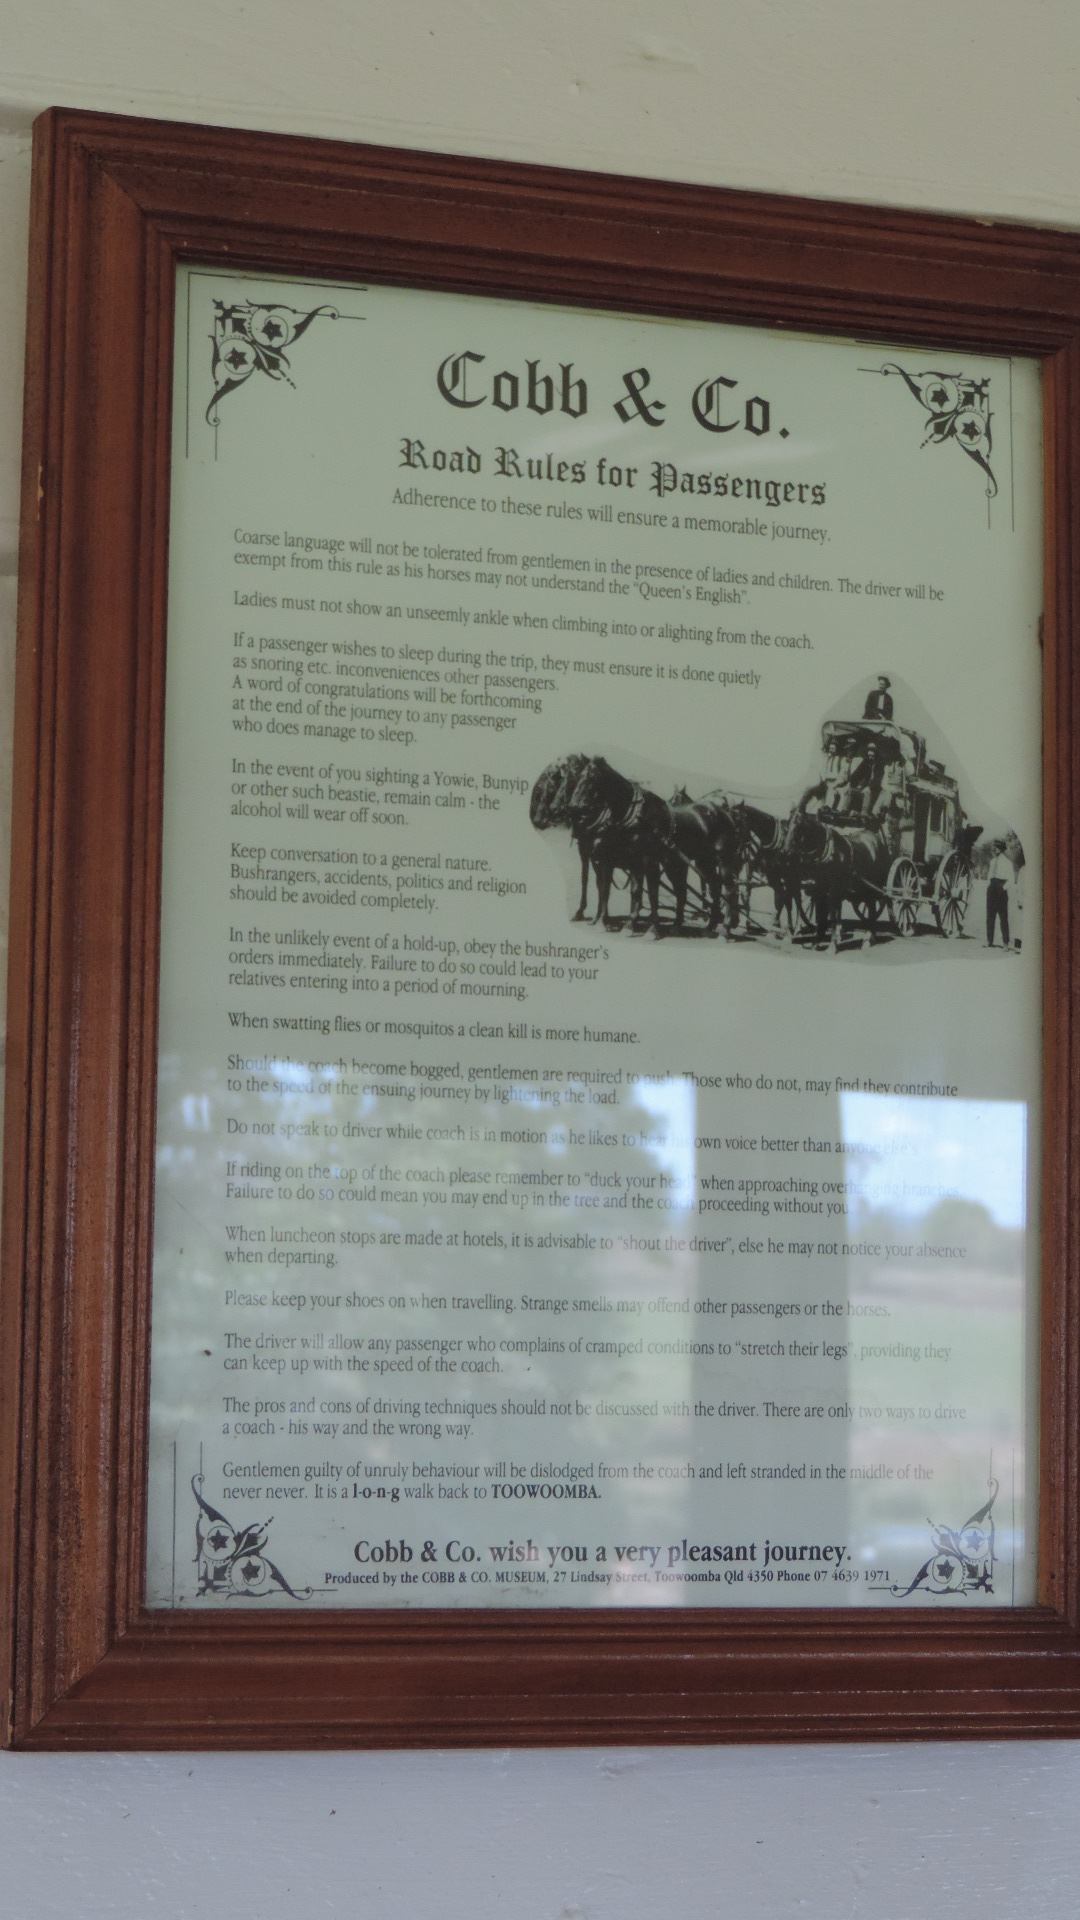 Cobb & Co.
Road Rules for Passengers
Adherence to these rules will ensure a memorable journey.
Coarse language will not be tolerated from gentlemen in the presence of ladies and children. The driver will be
exempt from this rule as his horses may not understand the "Queen's English".
Ladies must not show an unseemly ankle when climbing into or alighting from the coach.
If a passenger wishes to sleep during the trip, they must ensure it is done quietly
as snoring etc. inconveniences other passengers.
A word of congratulations will be forthcoming
at the end of the journey to any passenger
who does manage to sleep.
In the event of you sighting a Yowie, Bunyip
or other such beastie, remain calm - the
alcohol will wear off soon.
Keep conversation to a general nature.
Bushrangers, accidents, politics and religion
should be avoided completely.
In the unlikely event of a hold-up, obey the bushranger's
orders immediately. Failure to do so could lead to your
relatives entering into a period of mourning.
When swatting flies or mosquitos a clean kill is more humane.
Should the coach become bogged, gentlemen are required to push. Those who do not, may find they contribute
to the speed of the ensuing journey by lightening the load.
Do not speak to driver while coach is in motion as he likes to hear his own voice better than anyone else's.
If riding on the top of the coach please remember to "duck your head" when approaching overhanging branches.
Failure to do so could mean you may end up in the tree and the coach proceeding without you.
When luncheon stops are made at hotels, it is advisable to "shout the driver", else he may not notice your absence
when departing.
Please keep your shoes on when travelling. Strange smells may offend other passengers or the horses.
The driver will allow any passenger who complains of cramped conditions to "stretch their legs", providing they
can keep up with the speed of the coach.
The pros and cons of driving techniques should not be discussed with the driver. There are only two ways to drive
a coach - his way and the wrong way.
Gentlemen guilty of unruly behaviour will be dislodged from the coach and left stranded in the middle of the
never never. It is a l-o-n-g walk back to TOOWOOMBA.
Cobb & Co. wish you a very pleasant journey.
Produced by the COBB & CO. MUSEUM, 27 Lindsay Street, Toowoomba Qld 4350 Phone 07 4639 1971